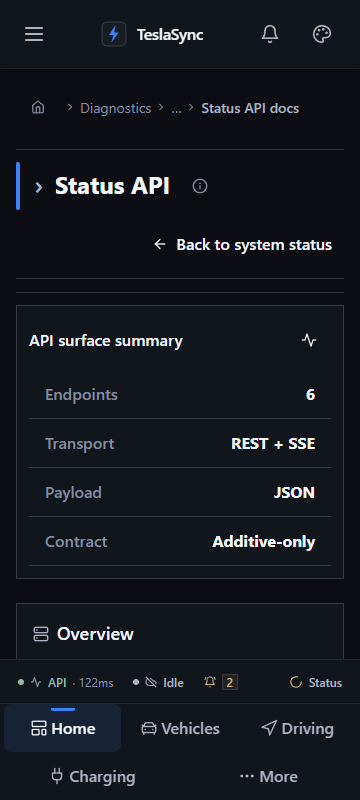 TeslaSync
Diagnostics > ... > Status API docs
Status API
Back to system status
API surface summary
Endpoints 6
Transport REST + SSE
Payload JSON
Contract Additive-only
Overview
API · 122ms Idle 2 Status
Home Vehicles Driving
Charging More